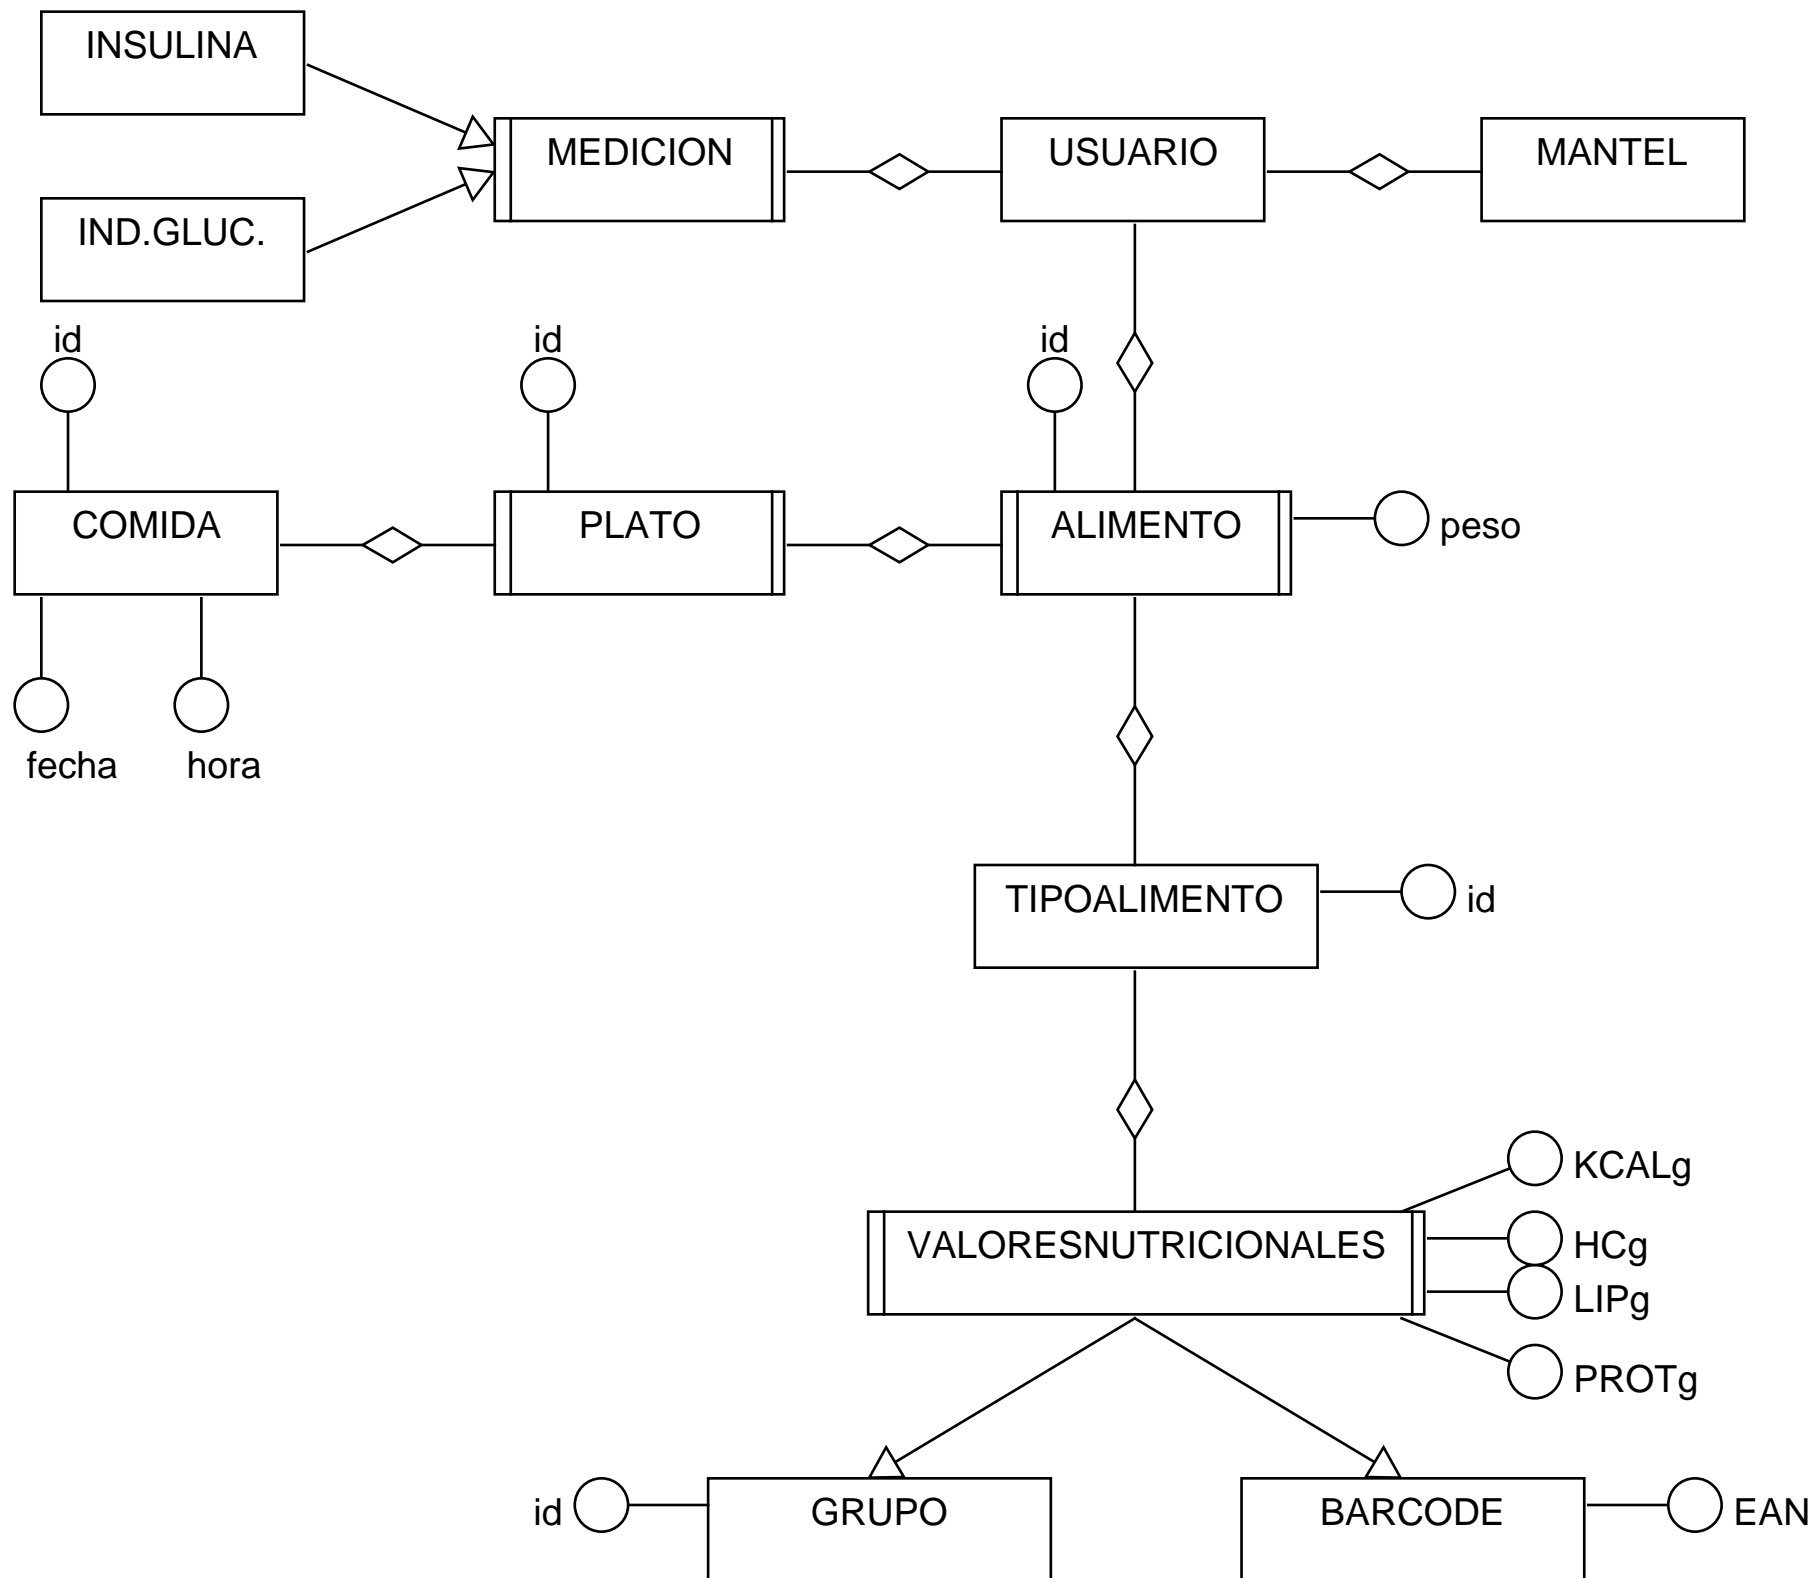 INSULINA
MEDICION
USUARIO
MANTEL
IND.GLUC.
id
id
id
COMIDA
PLATO
ALIMENTO
peso
fecha
hora
TIPOALIMENTO
id
KCALg
VALORESNUTRICIONALES
HCg
LIPg
PROTg
id
GRUPO
BARCODE
EAN